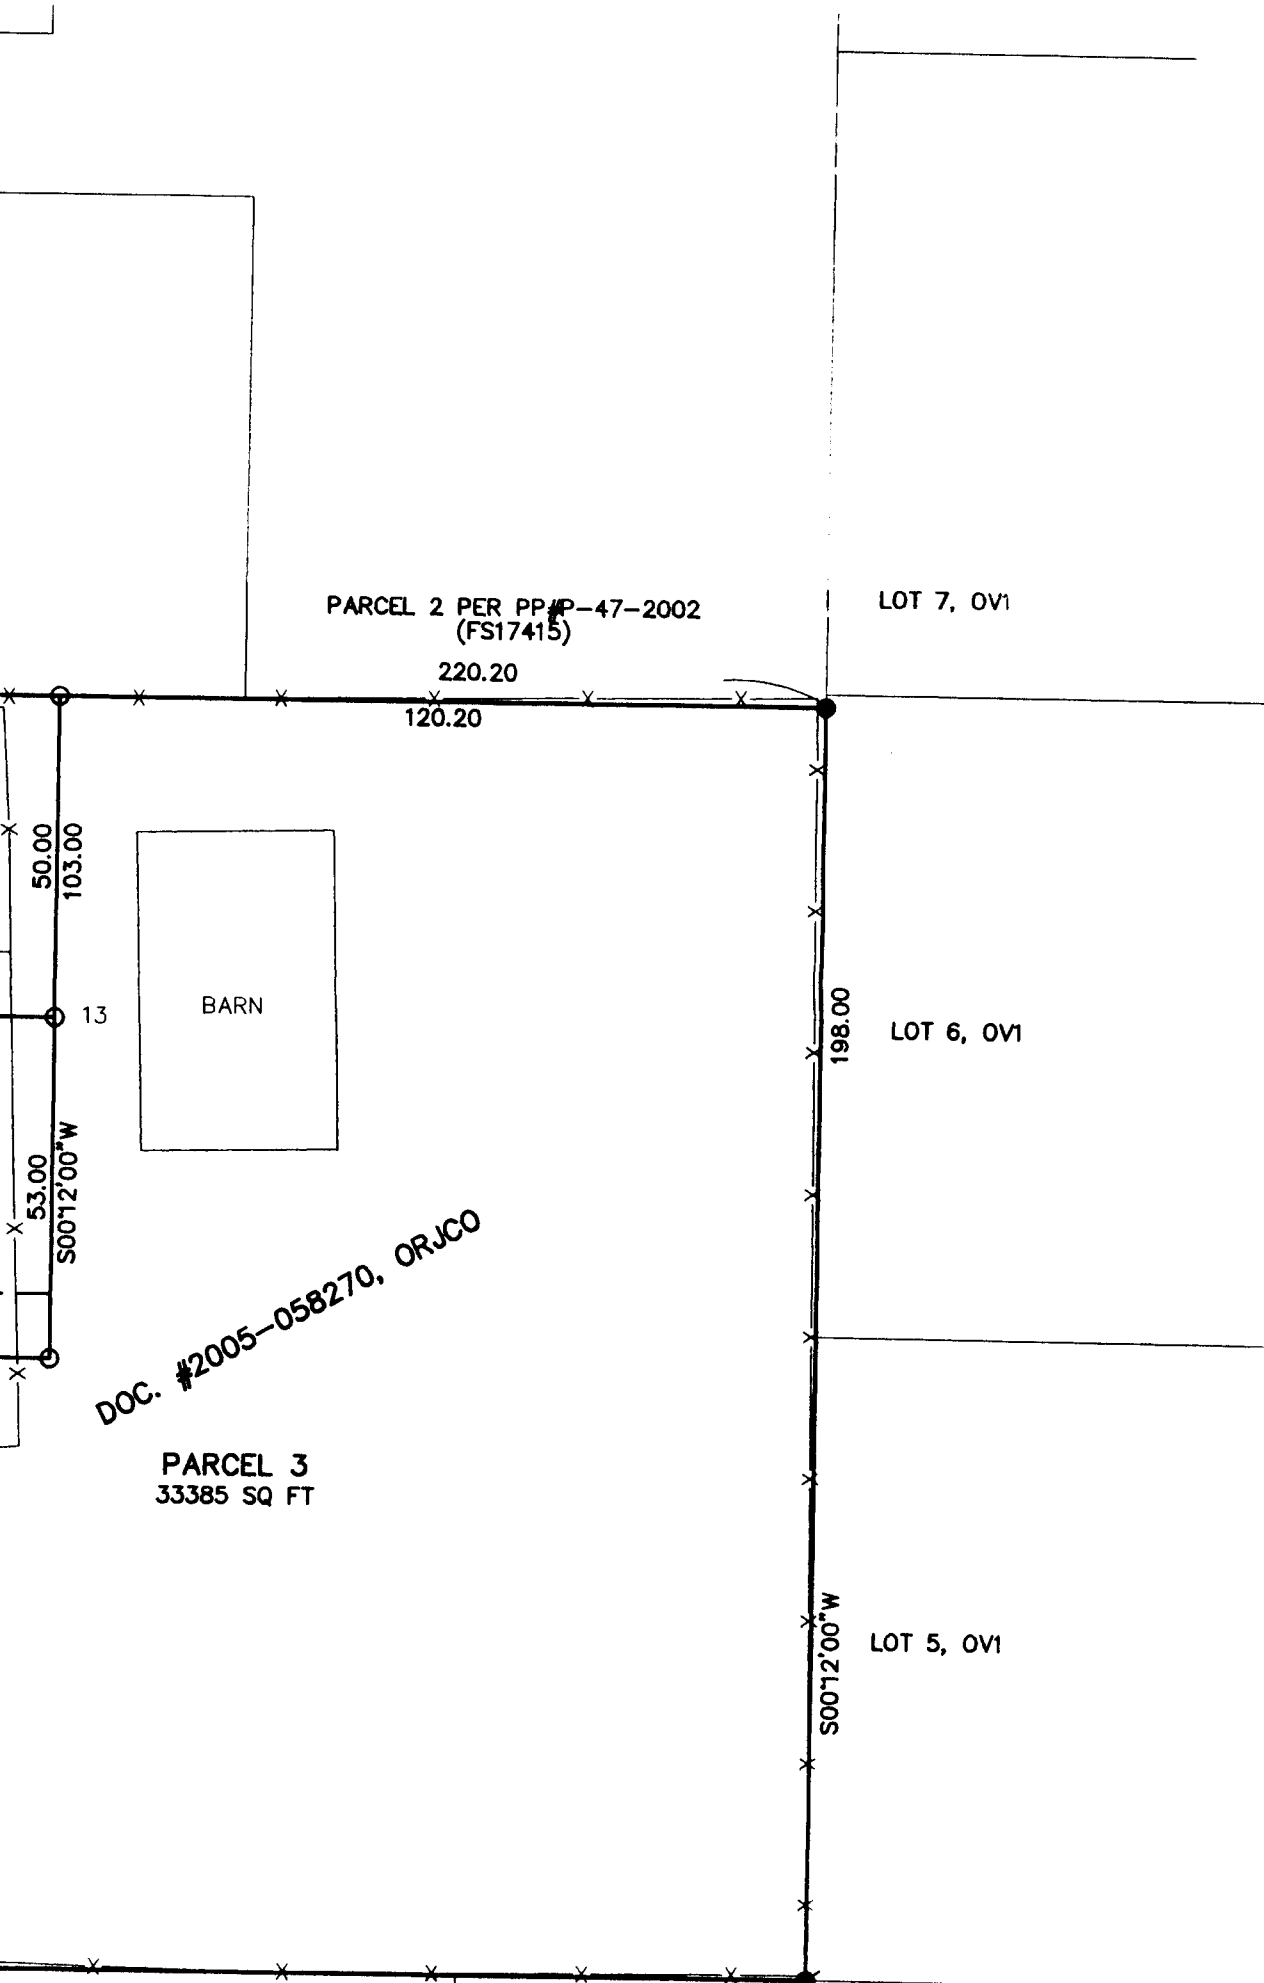 PARCEL 2 PER PP#P-47-2002
(FS17415)
LOT 7, OV1
220.20
120.20
50.00
103.00
BARN
13
198.00
LOT 6, OV1
53.00
S00°12'00"W
DOC. #2005-058270, ORJCO
PARCEL 3
33385 SQ FT
S00°12'00"W
LOT 5, OV1